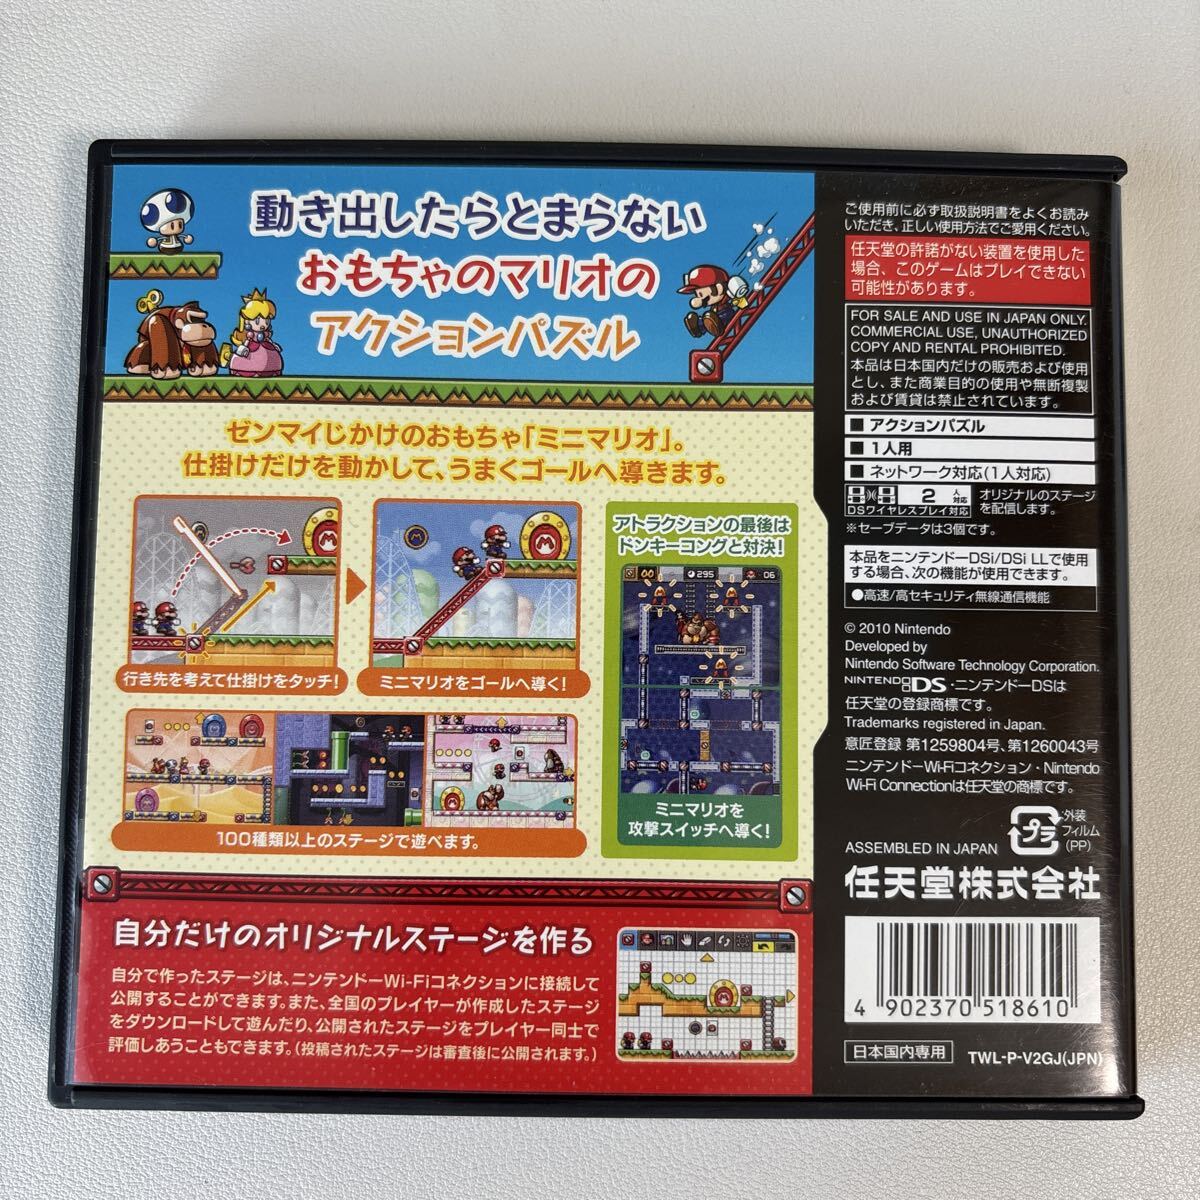 動き出したらとまらない
おもちゃのマリオの
アクションパズル
ゼンマイじかけのおもちゃ「ミニマリオ」。
仕掛けだけを動かして、うまくゴールへ導きます。
行き先を考えて仕掛けをタッチ!
ミニマリオをゴールへ導く!
100種類以上のステージで遊べます。
アトラクションの最後は
ドンキーコングと対決!
00 295 06
ミニマリオを
攻撃スイッチへ導く!
自分だけのオリジナルステージを作る
自分で作ったステージは、ニンテンドーWi-Fiコネクションに接続して
公開することができます。また、全国のプレイヤーが作成したステージ
をダウンロードして遊んだり、公開されたステージをプレイヤー同士で
評価しあうこともできます。(投稿されたステージは審査後に公開されます。)
ご使用前に必ず取扱説明書をよくお読み
いただき、正しい使用方法でご愛用ください。
任天堂の許諾がない装置を使用した
場合、このゲームはプレイできない
可能性があります。
FOR SALE AND USE IN JAPAN ONLY.
COMMERCIAL USE, UNAUTHORIZED
COPY AND RENTAL PROHIBITED.
本品は日本国内だけの販売および使用
とし、また商業目的の使用や無断複製
および賃貸は禁止されています。
■ アクションパズル
■ 1人用
■ ネットワーク対応(1人対応)
2 人対応
DSワイヤレスプレイ対応
オリジナルのステージ
を配信します。
※セーブデータは3個です。
本品をニンテンドーDSi/DSi LLで使用
する場合、次の機能が使用できます。
●高速/高セキュリティ無線通信機能
© 2010 Nintendo
Developed by
Nintendo Software Technology Corporation.
NINTENDO DS・ニンテンドーDSは
任天堂の登録商標です。
Trademarks registered in Japan.
意匠登録 第1259804号、第1260043号
ニンテンドーWi-Fiコネクション・Nintendo
Wi-Fi Connectionは任天堂の商標です。
ASSEMBLED IN JAPAN
プラ
外装
フィルム
(PP)
任天堂株式会社
4 902370 518610
日本国内専用
TWL-P-V2GJ(JPN)